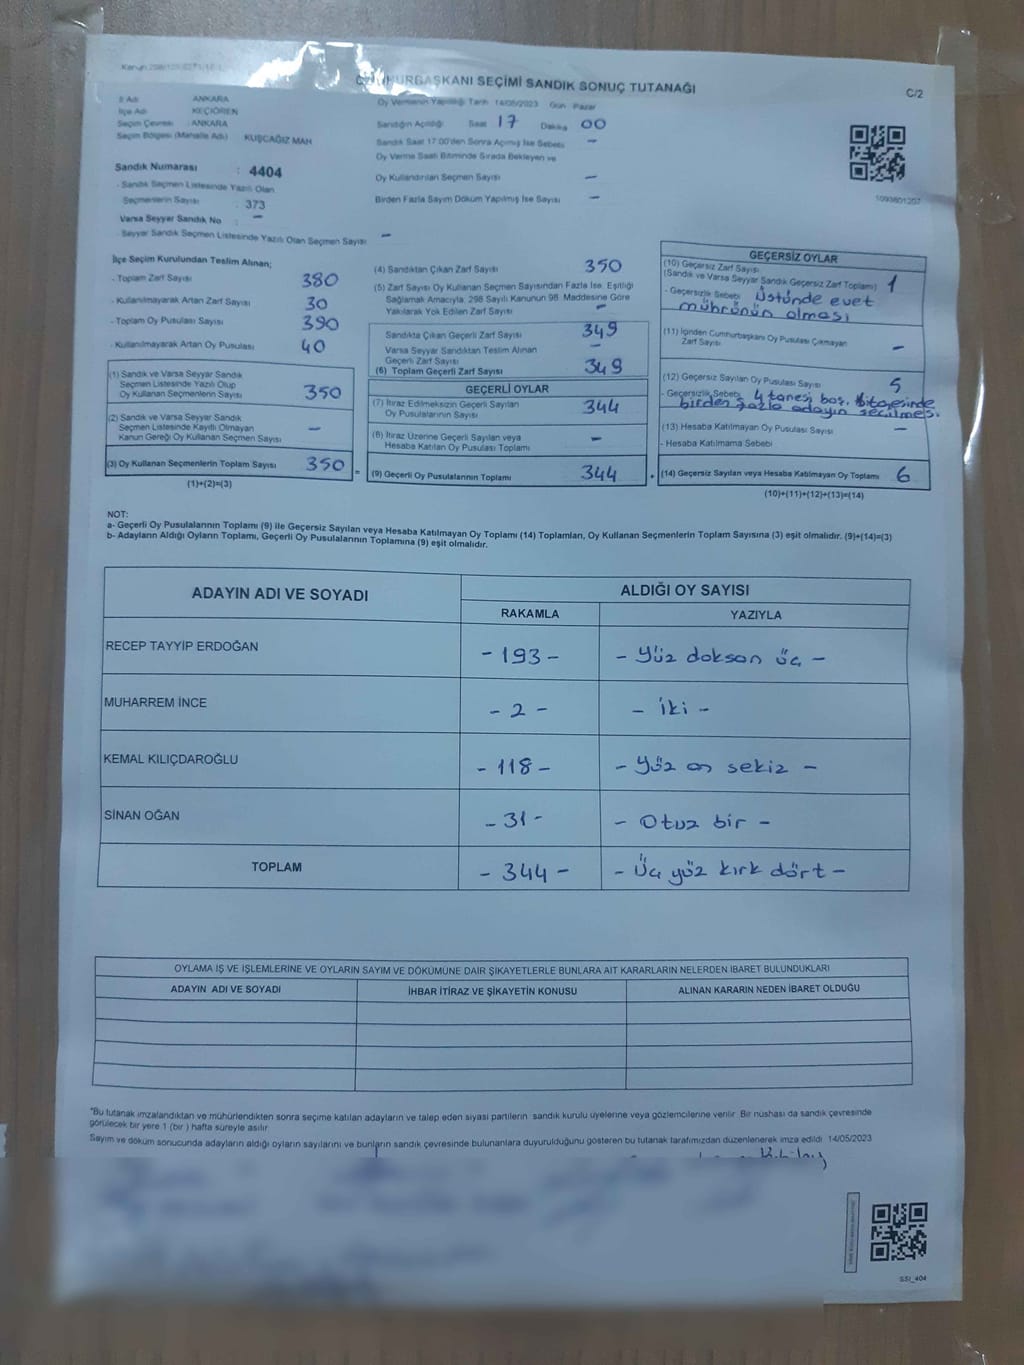 CUMHURBAŞKANI SEÇİMİ SANDIK SONUÇ TUTANAĞI
C/2
İl Adı ANKARA
İlçe Adı KEÇİÖREN
Seçim Çevresi : ANKARA
Seçim Bölgesi (Mahalle Adı) KUŞCAĞIZ MAH
Sandık Numarası : 4404
- Sandık Seçmen Listesinde Yazılı Olan
Seçmenlerin Sayısı : 373
Varsa Seyyar Sandık No : -
- Seyyar Sandık Seçmen Listesinde Yazılı Olan Seçmen Sayısı -
Oy Vermenin Yapıldığı Tarih 14/05/2023 Gün Pazar
Sandığın Açıldığı Saat 17 Dakika 00
Sandık Saat 17:00'den Sonra Açılmış İse Sebebi -
Oy Verme Saati Bitiminde Sırada Bekleyen ve
Oy Kullandırılan Seçmen Sayısı -
Birden Fazla Sayım Döküm Yapılmış İse Sayısı -
1093601207
İlçe Seçim Kurulundan Teslim Alınan;
- Toplam Zarf Sayısı 380
- Kullanılmayarak Artan Zarf Sayısı 30
- Toplam Oy Pusulası Sayısı 390
- Kullanılmayarak Artan Oy Pusulası 40
(1) Sandık ve Varsa Seyyar Sandık
Seçmen Listesinde Yazılı Olup
Oy Kullanan Seçmenlerin Sayısı 350
(2) Sandık ve Varsa Seyyar Sandık
Seçmen Listesinde Kayıtlı Olmayan
Kanun Gereği Oy Kullanan Seçmen Sayısı -
(3) Oy Kullanan Seçmenlerin Toplam Sayısı 350
(1)+(2)=(3)
=
(4) Sandıktan Çıkan Zarf Sayısı 350
(5) Zarf Sayısı Oy Kullanan Seçmen Sayısından Fazla İse, Eşitliği
Sağlamak Amacıyla, 298 Sayılı Kanunun 98. Maddesine Göre
Yakılarak Yok Edilen Zarf Sayısı -
Sandıkta Çıkan Geçerli Zarf Sayısı 349
Varsa Seyyar Sandıktan Teslim Alınan
Geçerli Zarf Sayısı -
(6) Toplam Geçerli Zarf Sayısı 349
GEÇERLİ OYLAR
(7) İtiraz Edilmeksizin Geçerli Sayılan
Oy Pusulalarının Sayısı 344
(8) İtiraz Üzerine Geçerli Sayılan veya
Hesaba Katılan Oy Pusulası Toplamı -
(9) Geçerli Oy Pusulalarının Toplamı 344
GEÇERSİZ OYLAR
(10) Geçersiz Zarf Sayısı
(Sandık ve Varsa Seyyar Sandık Geçersiz Zarf Toplamı) 1
- Geçersizlik Sebebi Üstünde evet
mührünün olması
(11) İçinden Cumhurbaşkanı Oy Pusulası Çıkmayan
Zarf Sayısı -
(12) Geçersiz Sayılan Oy Pusulası Sayısı 5
- Geçersizlik Sebebi 4 tanesi boş,
birden fazla adayın seçilmesi.
(13) Hesaba Katılmayan Oy Pusulası Sayısı -
- Hesaba Katılmama Sebebi
(14) Geçersiz Sayılan veya Hesaba Katılmayan Oy Toplamı 6
(10)+(11)+(12)+(13)=(14)
NOT:
a- Geçerli Oy Pusulalarının Toplamı (9) ile Geçersiz Sayılan veya Hesaba Katılmayan Oy Toplamı (14) Toplamları, Oy Kullanan Seçmenlerin Toplam Sayısına (3) eşit olmalıdır. (9)+(14)=(3)
b- Adayların Aldığı Oyların Toplamı, Geçerli Oy Pusulalarının Toplamına (9) eşit olmalıdır.
ADAYIN ADI VE SOYADI
ALDIĞI OY SAYISI
RAKAMLA YAZIYLA
RECEP TAYYİP ERDOĞAN - 193 - - Yüz doksan üç -
MUHARREM İNCE - 2 - - iki -
KEMAL KILIÇDAROĞLU - 118 - - Yüz on sekiz -
SİNAN OĞAN - 31 - - Otuz bir -
TOPLAM - 344 - - Üç yüz kırk dört -
OYLAMA İŞ VE İŞLEMLERİNE VE OYLARIN SAYIM VE DÖKÜMÜNE DAİR ŞİKAYETLERLE BUNLARA AİT KARARLARIN NELERDEN İBARET BULUNDUKLARI
ADAYIN ADI VE SOYADI İHBAR İTİRAZ VE ŞİKAYETİN KONUSU ALINAN KARARIN NEDEN İBARET OLDUĞU
"Bu tutanak imzalandıktan ve mühürlendikten sonra seçime katılan adayların ve talep eden siyasi partilerin sandık kurulu üyelerine veya gözlemcilerine verilir. Bir nüshası da sandık çevresinde
görülecek bir yere 1 (bir ) hafta süreyle asılır.
Sayım ve döküm sonucunda adayların aldığı oyların sayılarını ve bunların sandık çevresinde bulunanlara duyurulduğunu gösteren bu tutanak tarafımızdan düzenlenerek imza edildi. 14/05/2023
SSI_404